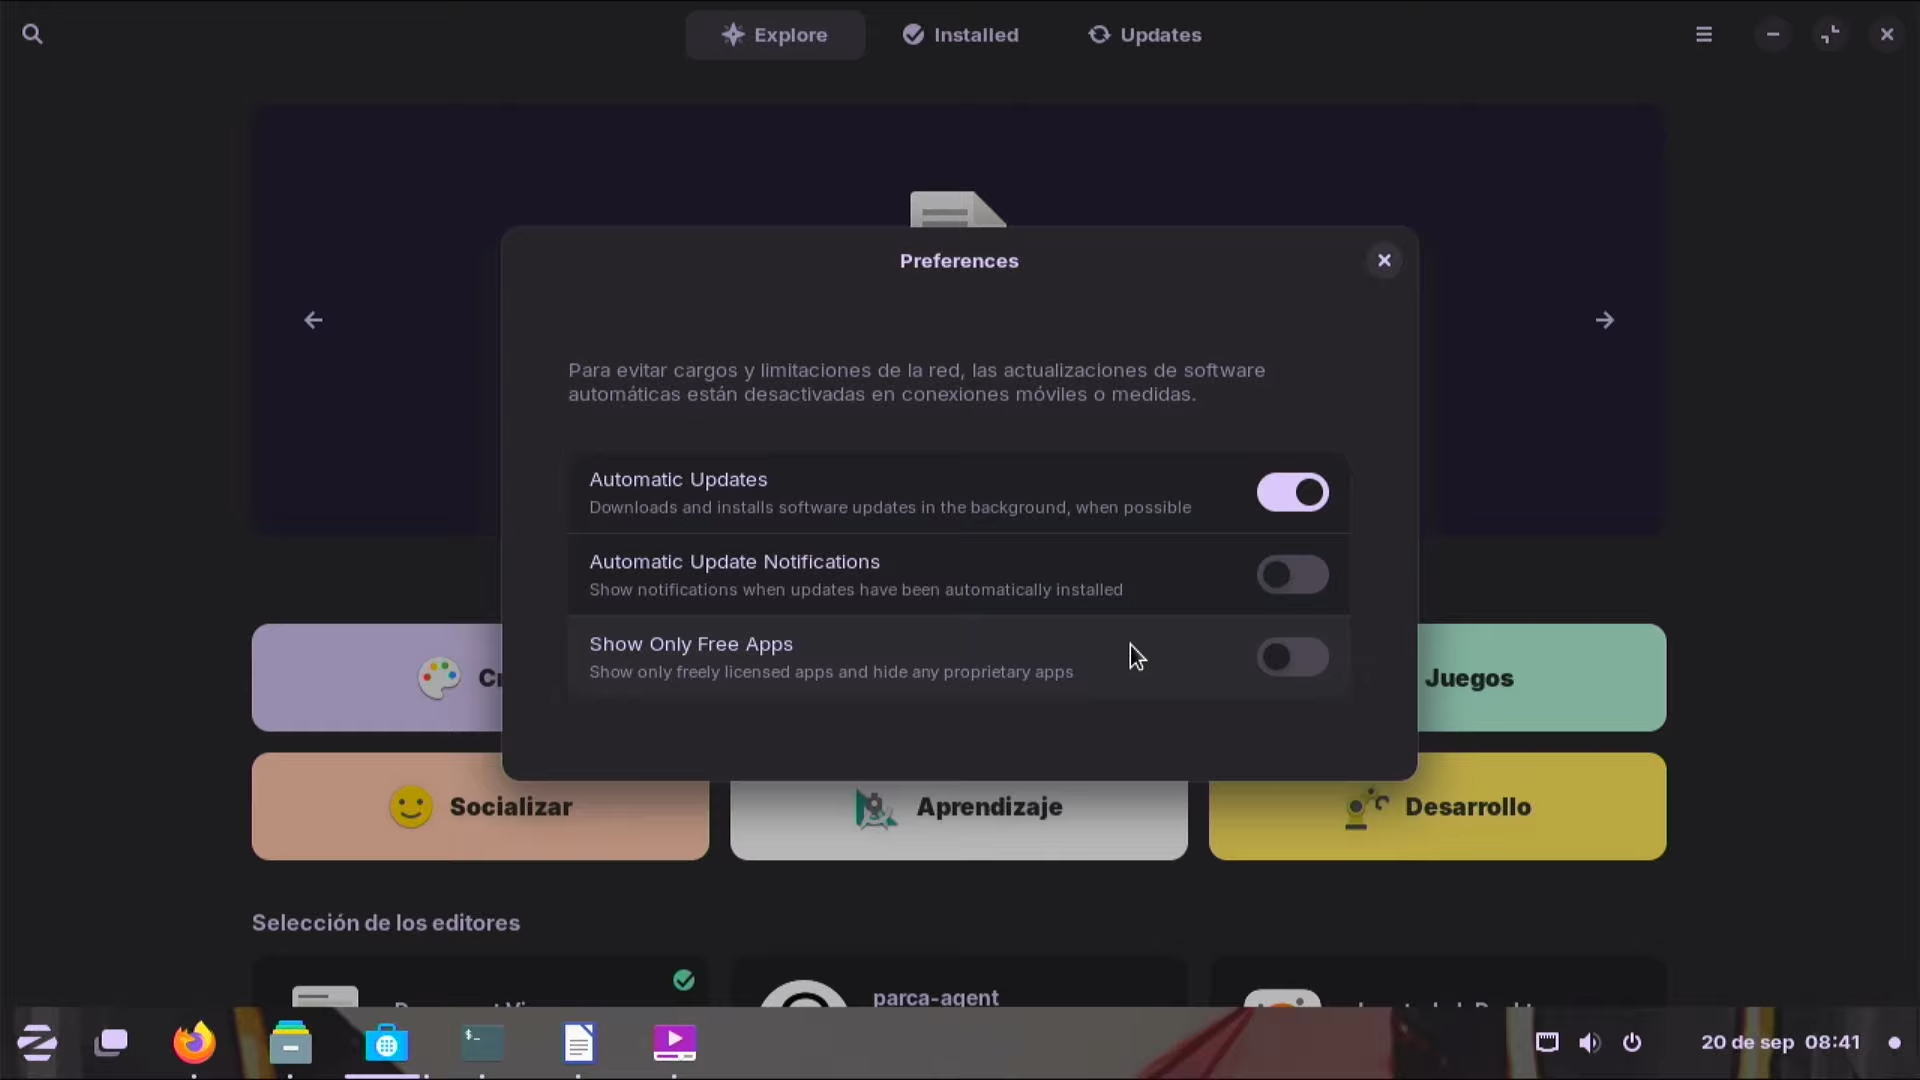 Explore
Installed
Updates
Preferences
Para evitar cargos y limitaciones de la red, las actualizaciones de software
automáticas están desactivadas en conexiones móviles o medidas.
Automatic Updates
Downloads and installs software updates in the background, when possible
Automatic Update Notifications
Show notifications when updates have been automatically installed
Show Only Free Apps
Show only freely licensed apps and hide any proprietary apps
Juegos
Socializar
Aprendizaje
Desarrollo
Selección de los editores
parca-agent
20 de sep 08:41